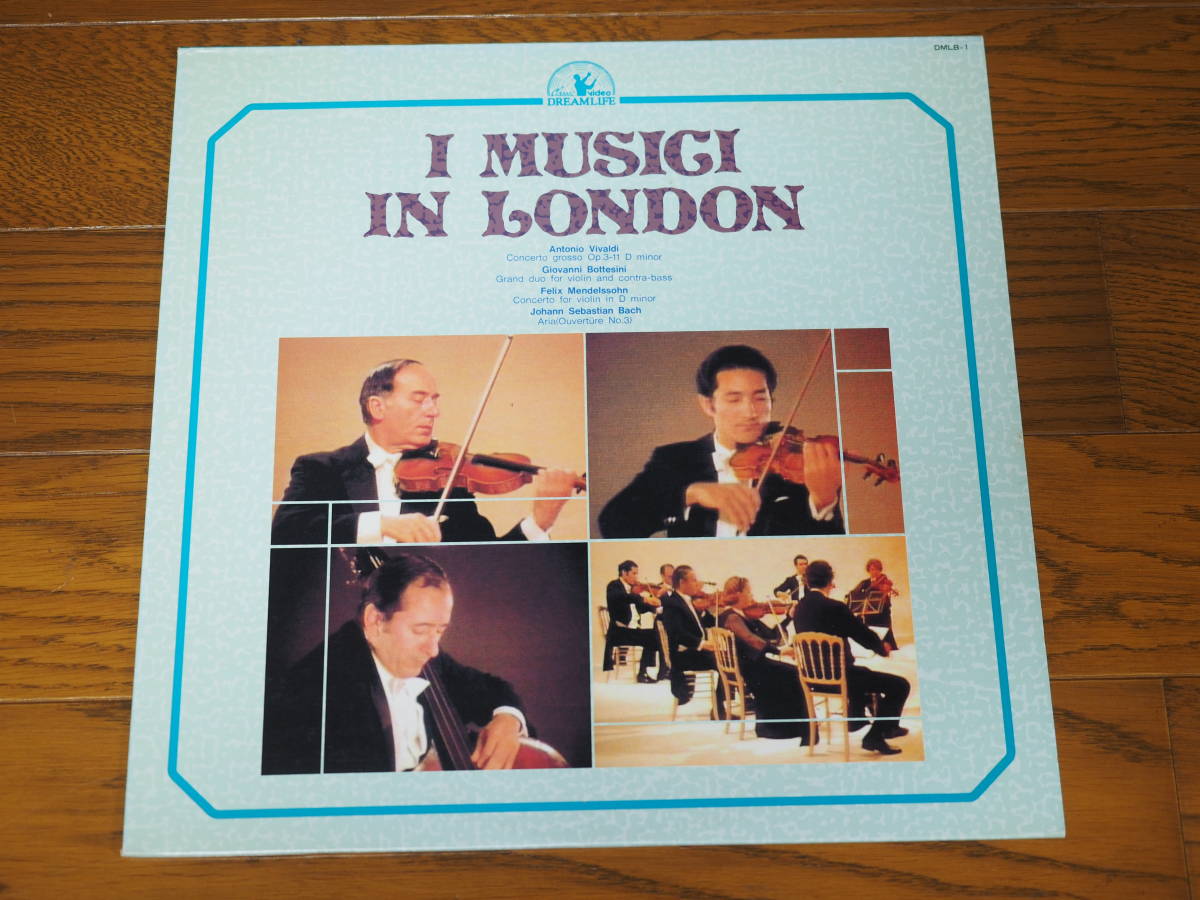 DMLB-1
Classic video
DREAMLIFE
I MUSICI
IN LONDON
Antonio Vivaldi
Concerto grosso Op.3-11 D minor
Giovanni Bottesini
Grand duo for violin and contra-bass
Felix Mendelssohn
Concerto for violin in D minor
Johann Sebastian Bach
Aria(Ouvertüre No.3)